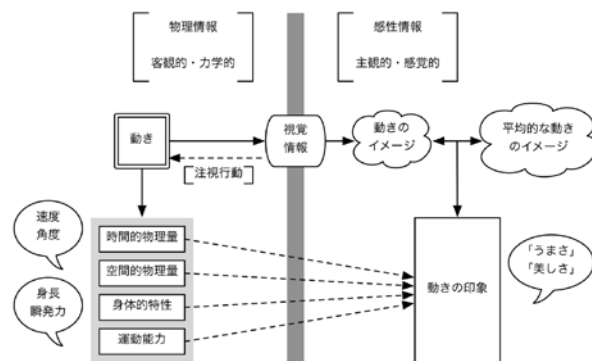 物理情報
客観的・力学的
感性情報
主観的・感覚的
動き
視覚
情報
動きの
イメージ
平均的な動き
のイメージ
注視行動
速度
角度
時間的物理量
空間的物理量
身体的特性
運動能力
身長
瞬発力
動きの印象
「うまさ」
「美しさ」